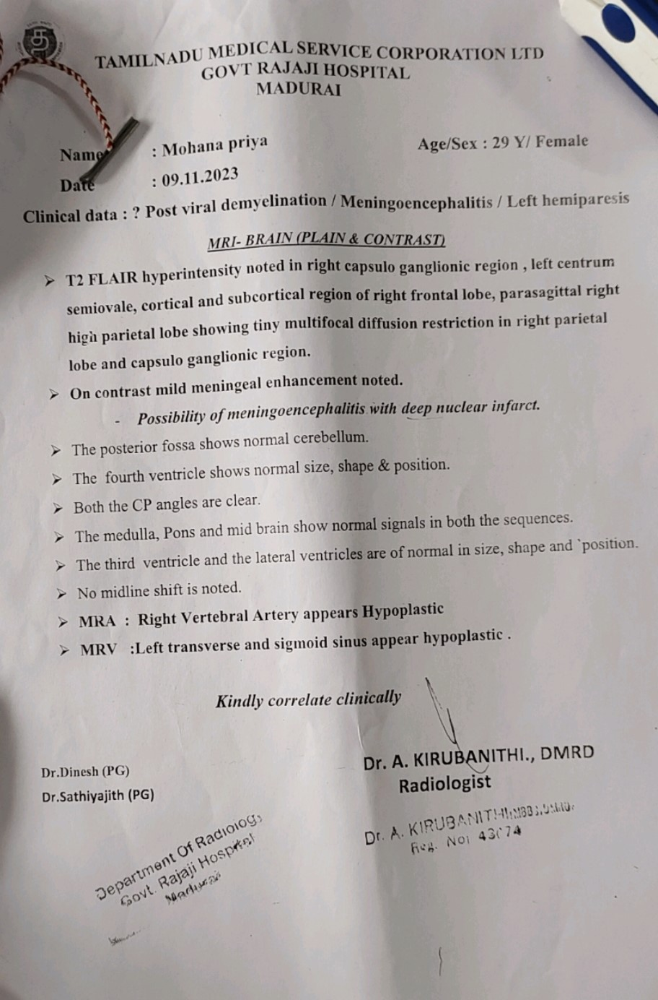 TAMILNADU MEDICAL SERVICE CORPORATION LTD
GOVT RAJAJI HOSPITAL
MADURAI
Name : Mohana priya Age/Sex : 29 Y/ Female
Date : 09.11.2023
Clinical data : ? Post viral demyelination / Meningoencephalitis / Left hemiparesis
MRI- BRAIN (PLAIN & CONTRAST)
➢ T2 FLAIR hyperintensity noted in right capsulo ganglionic region , left centrum
semiovale, cortical and subcortical region of right frontal lobe, parasagittal right
high parietal lobe showing tiny multifocal diffusion restriction in right parietal
lobe and capsulo ganglionic region.
➢ On contrast mild meningeal enhancement noted.
- Possibility of meningoencephalitis with deep nuclear infarct.
➢ The posterior fossa shows normal cerebellum.
➢ The fourth ventricle shows normal size, shape & position.
➢ Both the CP angles are clear.
➢ The medulla, Pons and mid brain show normal signals in both the sequences.
➢ The third ventricle and the lateral ventricles are of normal in size, shape and `position.
➢ No midline shift is noted.
➢ MRA : Right Vertebral Artery appears Hypoplastic
➢ MRV :Left transverse and sigmoid sinus appear hypoplastic .
Kindly correlate clinically
Dr.Dinesh (PG)
Dr.Sathiyajith (PG)
Dr. A. KIRUBANITHI., DMRD
Radiologist
Dr. A. KIRUBANITHI
Reg. No:
Department Of Radiology
Govt. Rajaji Hospital
Madurai